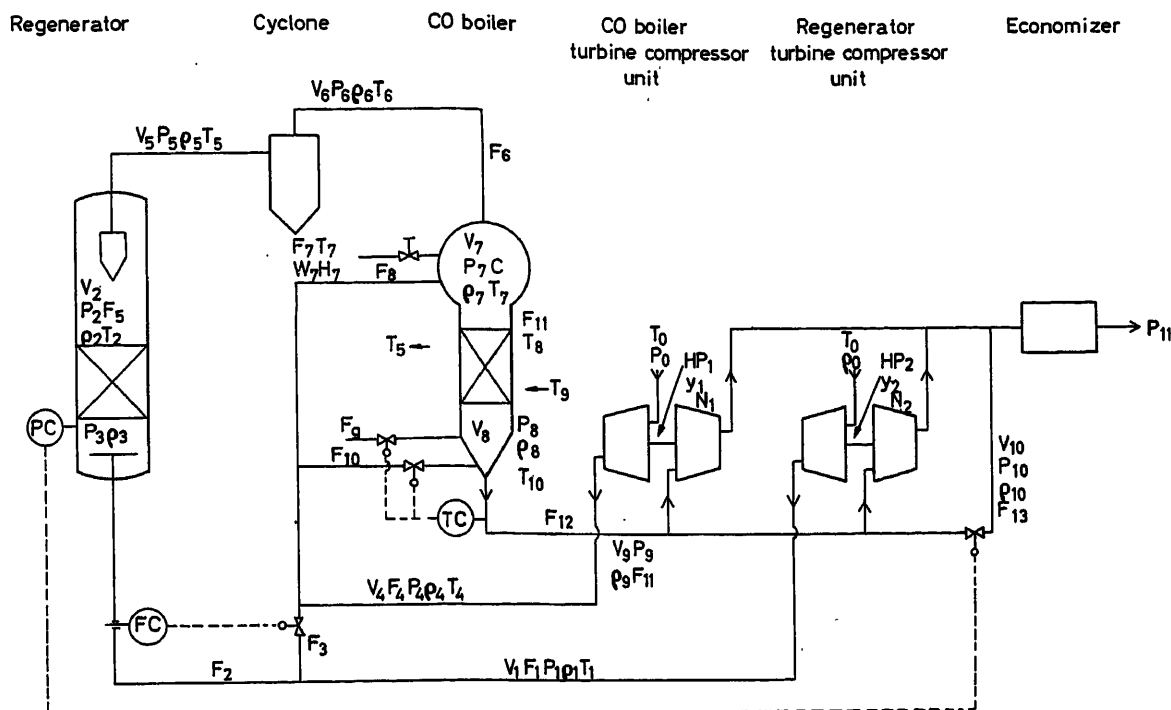 Regenerator
Cyclone
CO boiler
CO boiler
turbine compressor
unit
Regenerator
turbine compressor
unit
Economizer
V₆P₆ρ₆T₆
V₅P₅ρ₅T₅
F₆
V₂
P₂F₅
ρ₂T₂
P₃ρ₃
PC
F₇T₇
W₇H₇
F₈
T
V₇
P₇C
ρ₇T₇
F₁₁
T₈
T₅
T₉
V₈
P₈
ρ₈
T₁₀
F₉
F₁₀
TC
F₁₂
T₀
P₀
HP₁
y₁
N₁
T₀
ρ₀
HP₂
y₂
N₂
P₁₁
V₁₀
P₁₀
ρ₁₀
F₁₃
V₉P₉
ρ₉F₁₁
V₄F₄P₄ρ₄T₄
FC
F₃
F₂
V₁F₁P₁ρ₁T₁